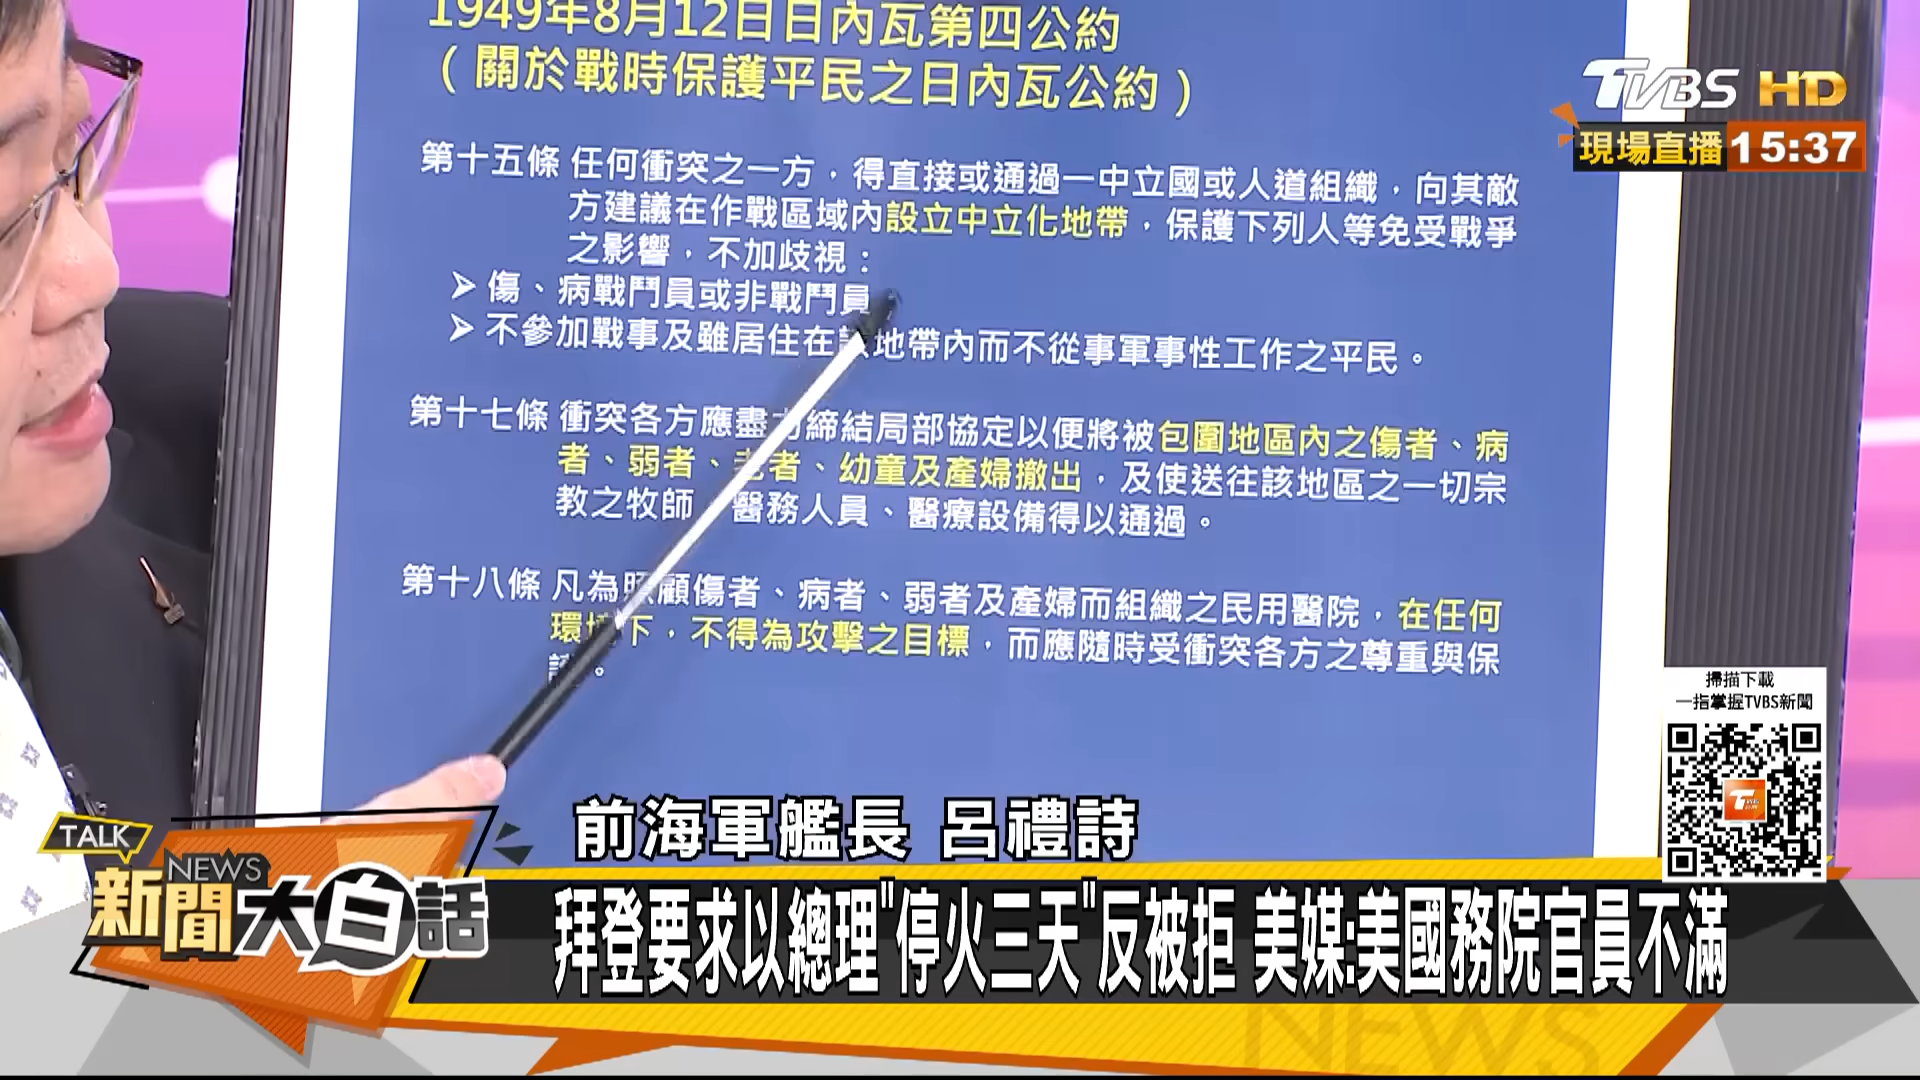 1949年8月12日日內瓦第四公約
（關於戰時保護平民之日內瓦公約）
第十五條 任何衝突之一方，得直接或通過一中立國或人道組織，向其敵
方建議在作戰區域內設立中立化地帶，保護下列人等免受戰爭
之影響，不加歧視：
➢ 傷、病戰鬥員或非戰鬥員
➢ 不參加戰事及雖居住在該地帶內而不從事軍事性工作之平民。
第十七條 衝突各方應盡力締結局部協定以便將被包圍地區內之傷者、病
者、弱者、老者、幼童及產婦撤出，及使送往該地區之一切宗
教之牧師、醫務人員、醫療設備得以通過。
第十八條 凡為照顧傷者、病者、弱者及產婦而組織之民用醫院，在任何
環境下，不得為攻擊之目標，而應隨時受衝突各方之尊重與保
護。
TVBS HD
現場直播 15:37
掃描下載
一指掌握TVBS新聞
前海軍艦長 呂禮詩
TALK
NEWS
新聞大白話
拜登要求以總理"停火三天"反被拒 美媒:美國務院官員不滿
NEWS